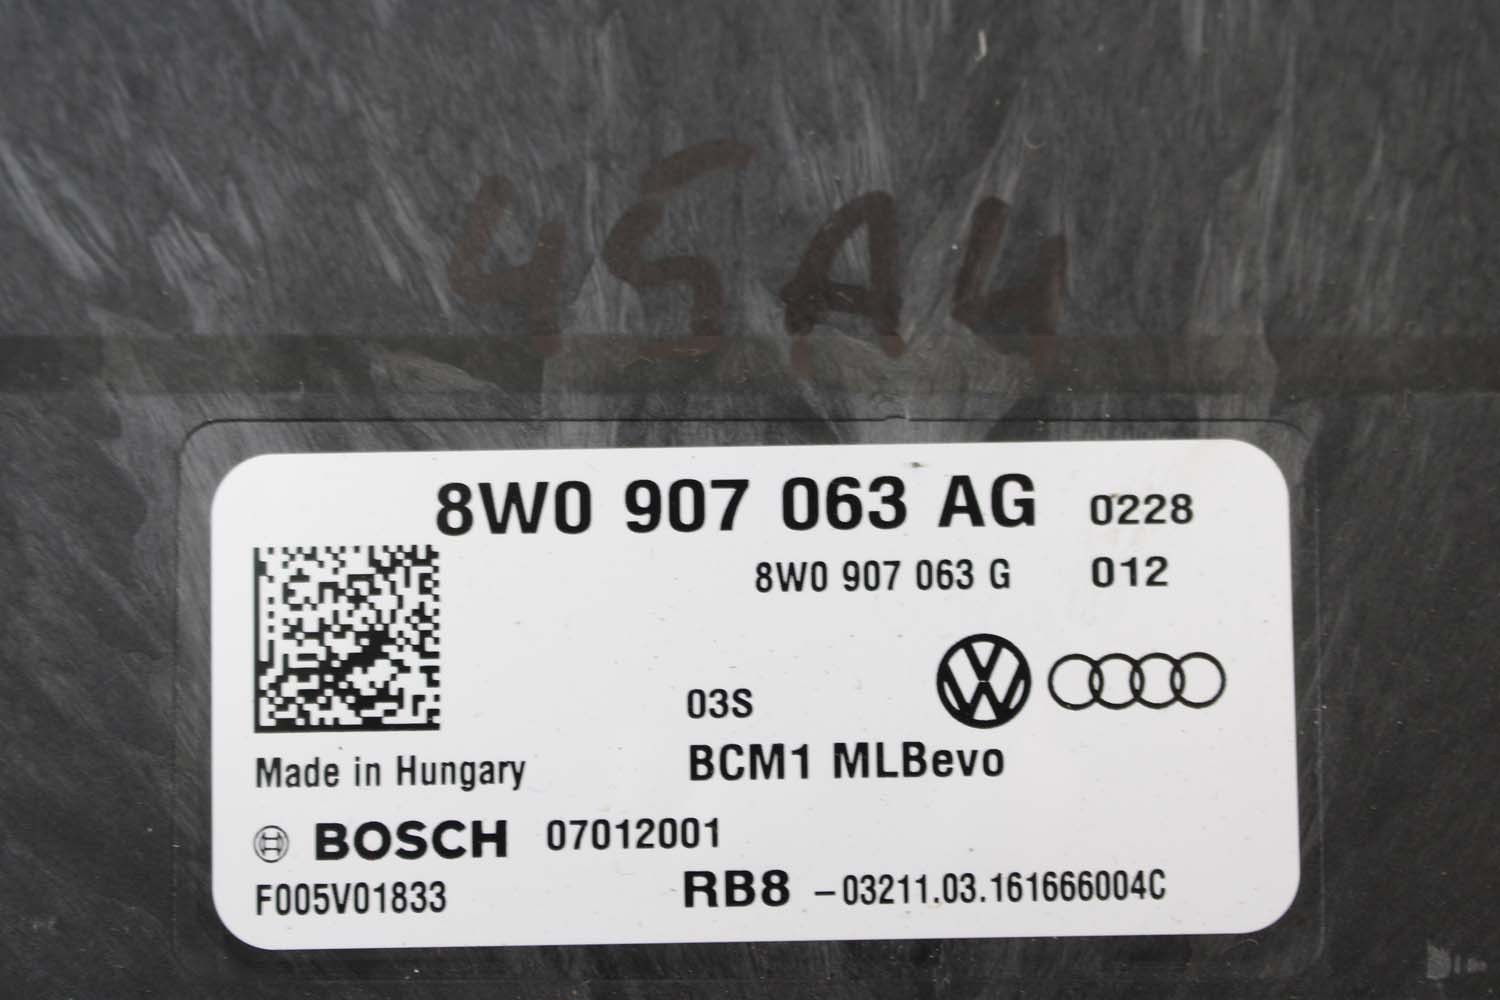 45A4
8W0 907 063 AG 0228
8W0 907 063 G 012
03S
Made in Hungary BCM1 MLBevo
BOSCH 07012001
F005V01833 RB8 –03211.03.161666004C